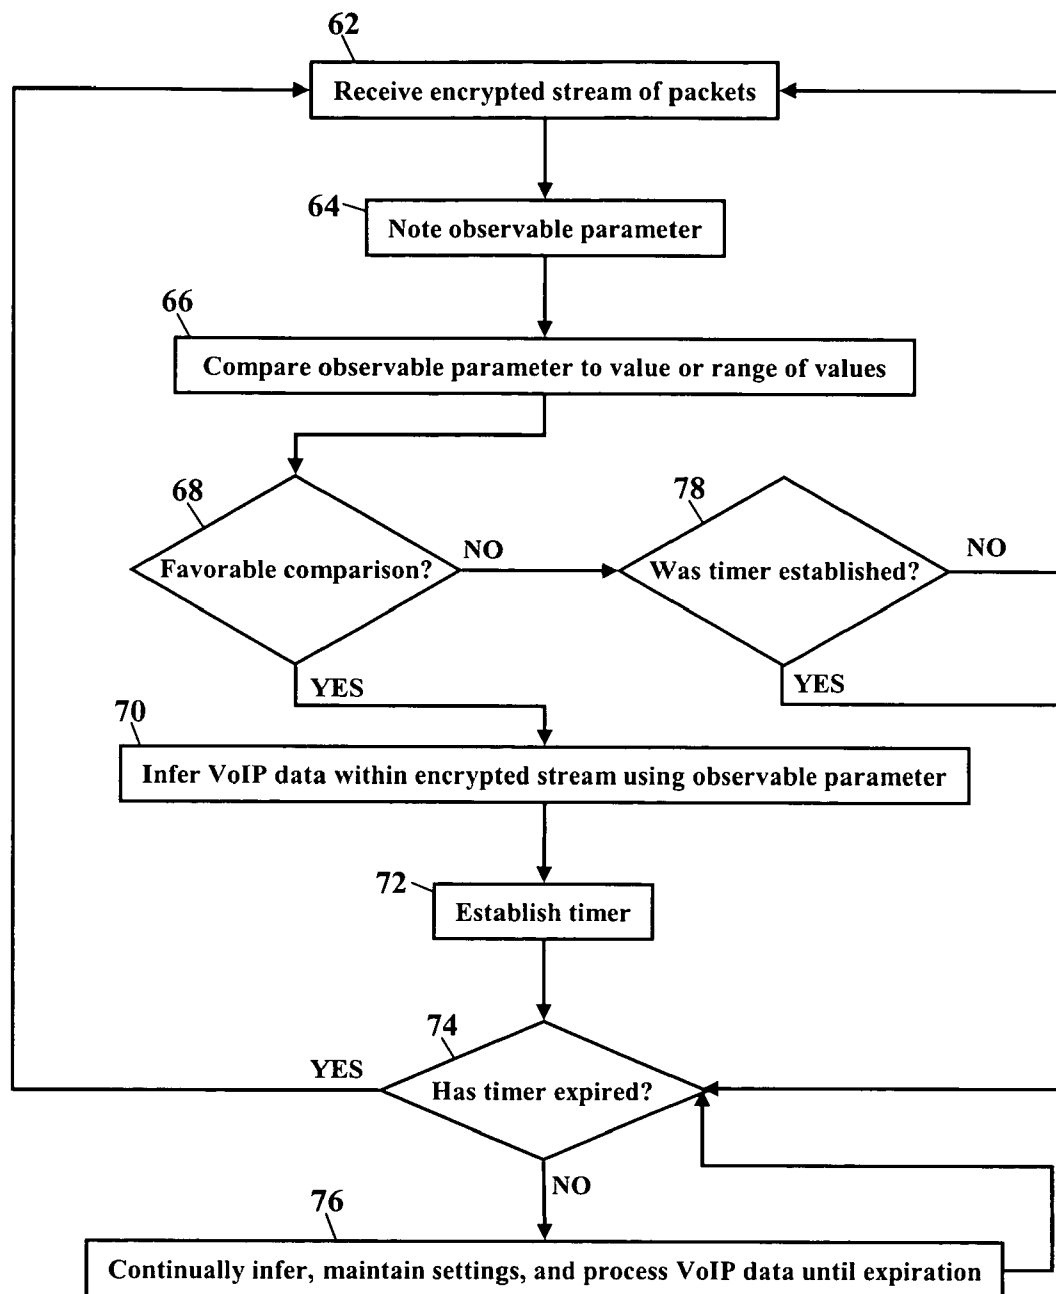 62
Receive encrypted stream of packets
64
Note observable parameter
66
Compare observable parameter to value or range of values
68
Favorable comparison?
NO
78
Was timer established?
NO
YES
YES
70
Infer VoIP data within encrypted stream using observable parameter
72
Establish timer
74
YES
Has timer expired?
NO
76
Continually infer, maintain settings, and process VoIP data until expiration